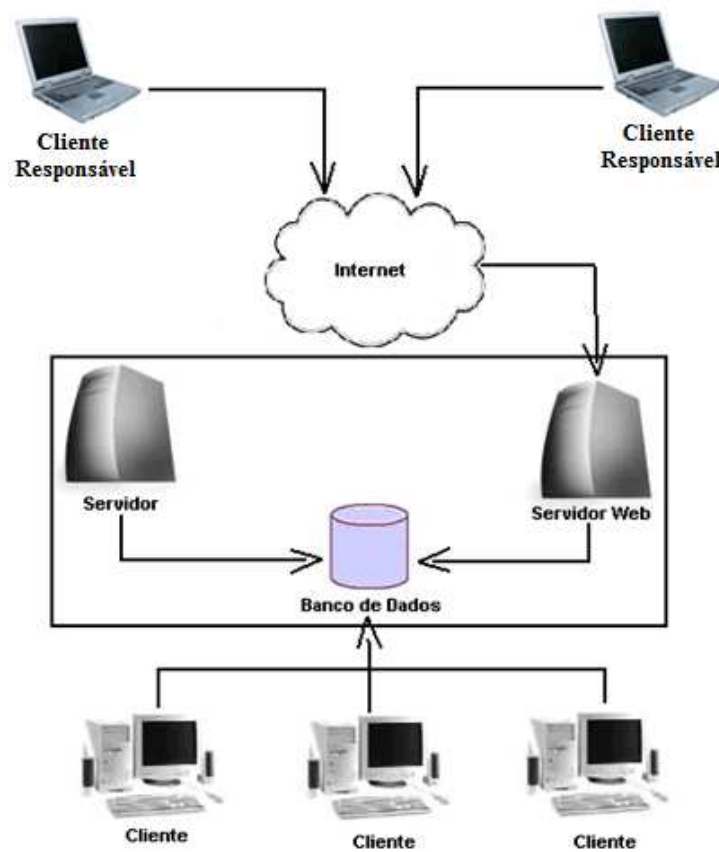 Cliente
Responsável
Cliente
Responsável
Internet
Servidor
Servidor Web
Banco de Dados
Cliente
Cliente
Cliente